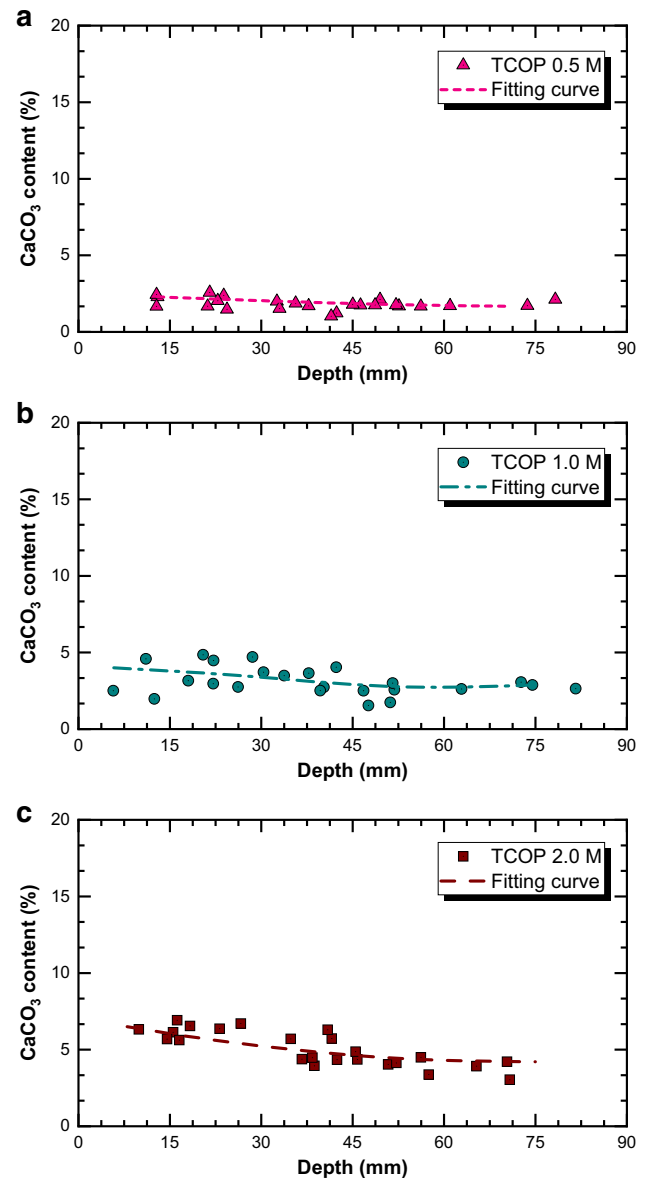 a
20
15
10
5
0
CaCO₃ content (%)
TCOP 0.5 M
Fitting curve
0 15 30 45 60 75 90
Depth (mm)
b
20
15
10
5
0
CaCO₃ content (%)
TCOP 1.0 M
Fitting curve
0 15 30 45 60 75 90
Depth (mm)
c
20
15
10
5
0
CaCO₃ content (%)
TCOP 2.0 M
Fitting curve
0 15 30 45 60 75 90
Depth (mm)